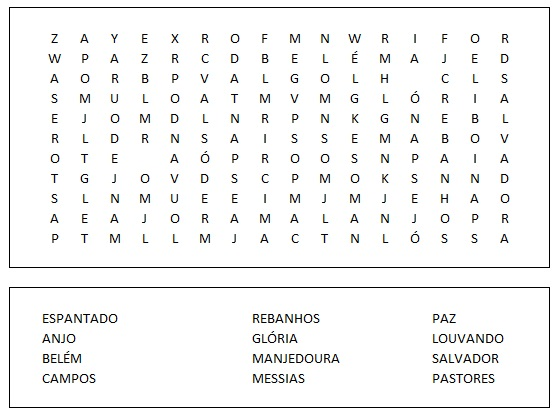 Z A Y E X R O F M N W R I F O R
W P A Z R C D B E L É M A J E D
A O R B P V A L G O L H C L S
S M U L O A T M V M G L Ó R I A
E J O M D L N R P N K G N E B L
R L D R N S A I S S E M A B O V
O T E A Ó P R O O S N P A I A
T G J O V D S C P M O K S N N D
S L N M U E E I M J M J E H A O
A E A J O R A M A L A N J O P R
P T M L L M J A C T N L Ó S S A
ESPANTADO REBANHOS PAZ
ANJO GLÓRIA LOUVANDO
BELÉM MANJEDOURA SALVADOR
CAMPOS MESSIAS PASTORES